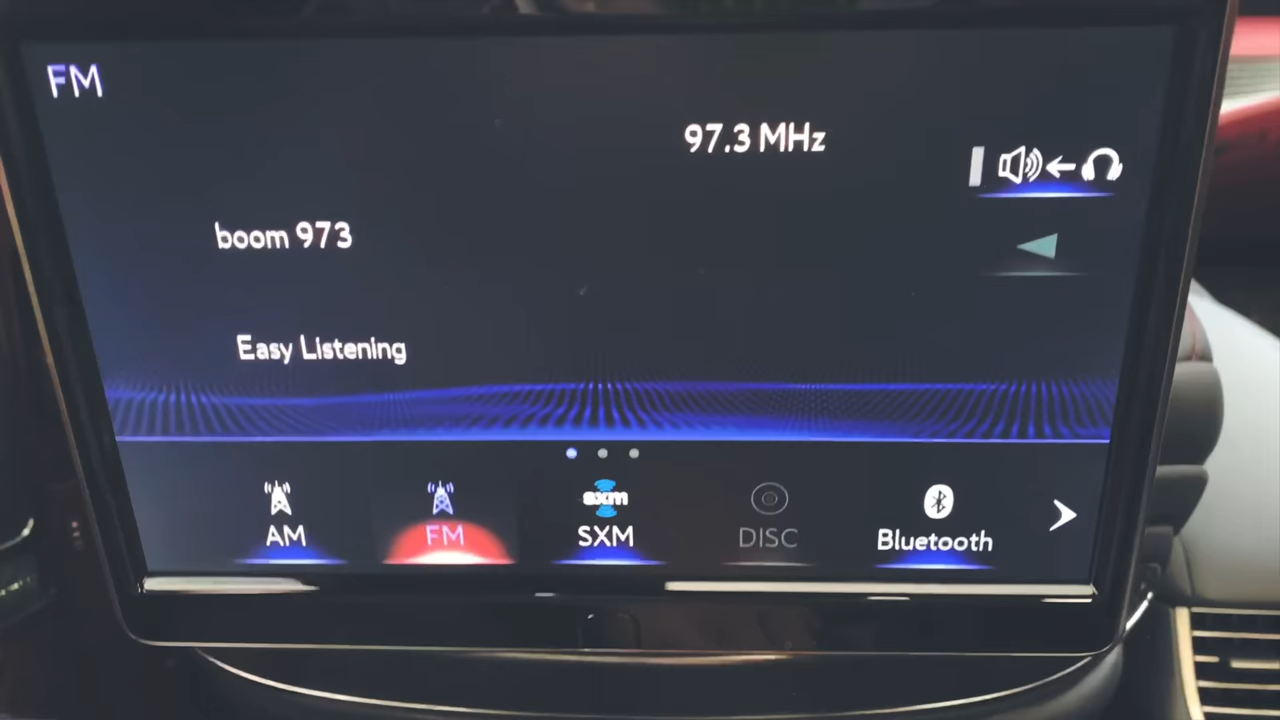 FM
97.3 MHz
boom 973
Easy Listening
sxm
AM
FM
SXM
DISC
Bluetooth